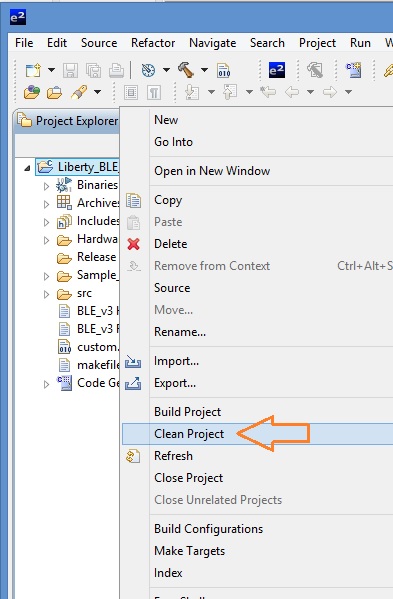 e²
File Edit Source Refactor Navigate Search Project Run
e²
010
Project Explorer
New
Go Into
Liberty_BLE_
Open in New Window
Binaries
Archives
Copy
Includes
Paste
Hardwa
Delete
Release
Remove from Context Ctrl+Alt+S
Sample_
Source
src
Move...
BLE_v3
Rename...
BLE_v3
custom.
Import...
makefile
Export...
Code Ge
Build Project
Clean Project
Refresh
Close Project
Close Unrelated Projects
Build Configurations
Make Targets
Index